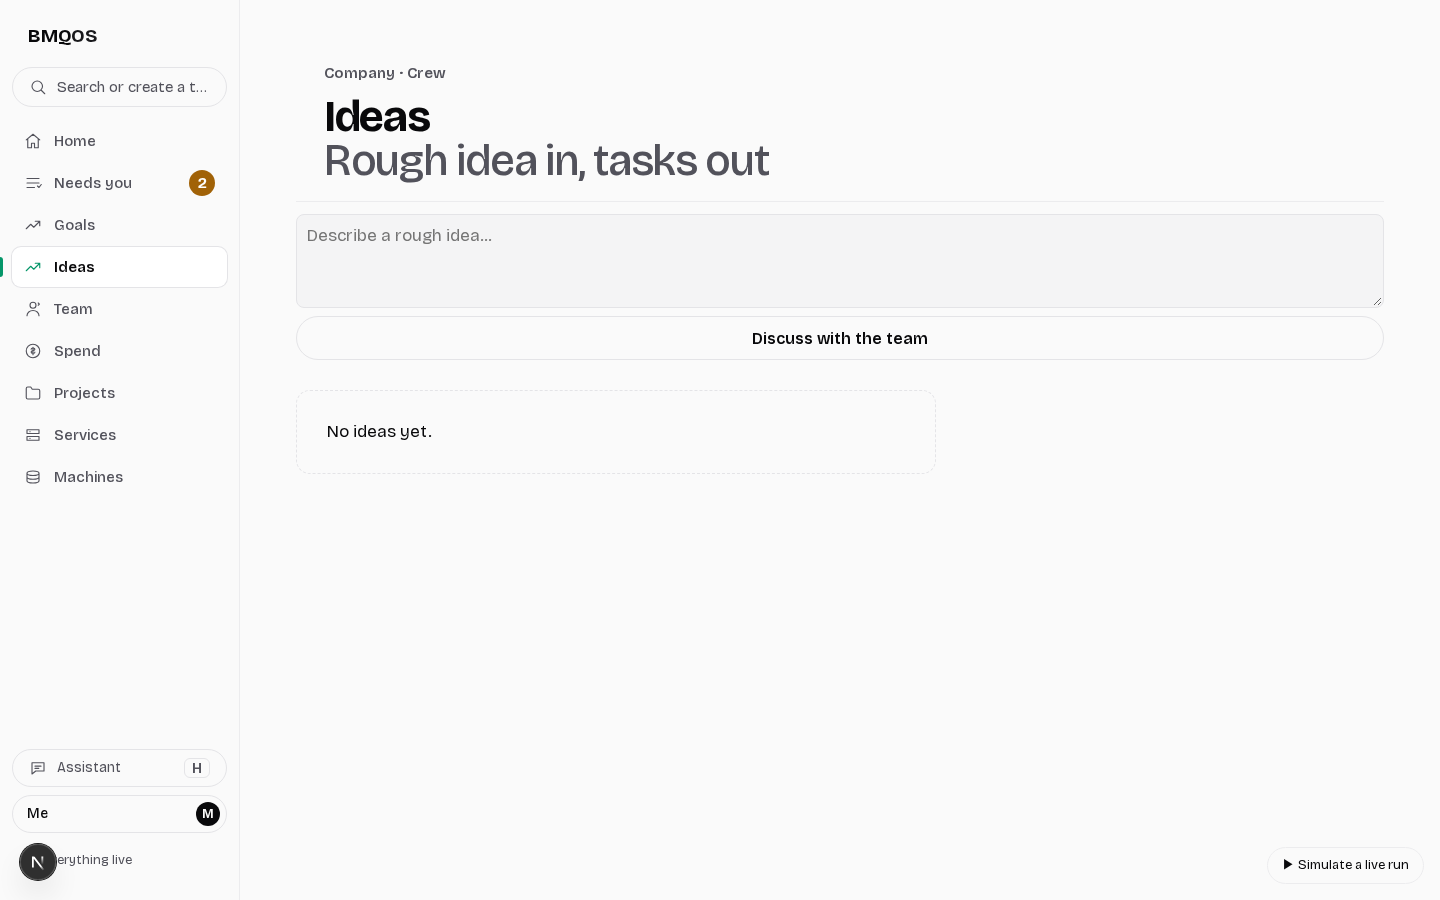 BMQOS
Search or create a t…
Home
Needs you
2
Goals
Ideas
Team
Spend
Projects
Services
Machines
Assistant
H
Me
M
N
erything live
Company · Crew
Ideas
Rough idea in, tasks out
Describe a rough idea…
Discuss with the team
No ideas yet.
Simulate a live run